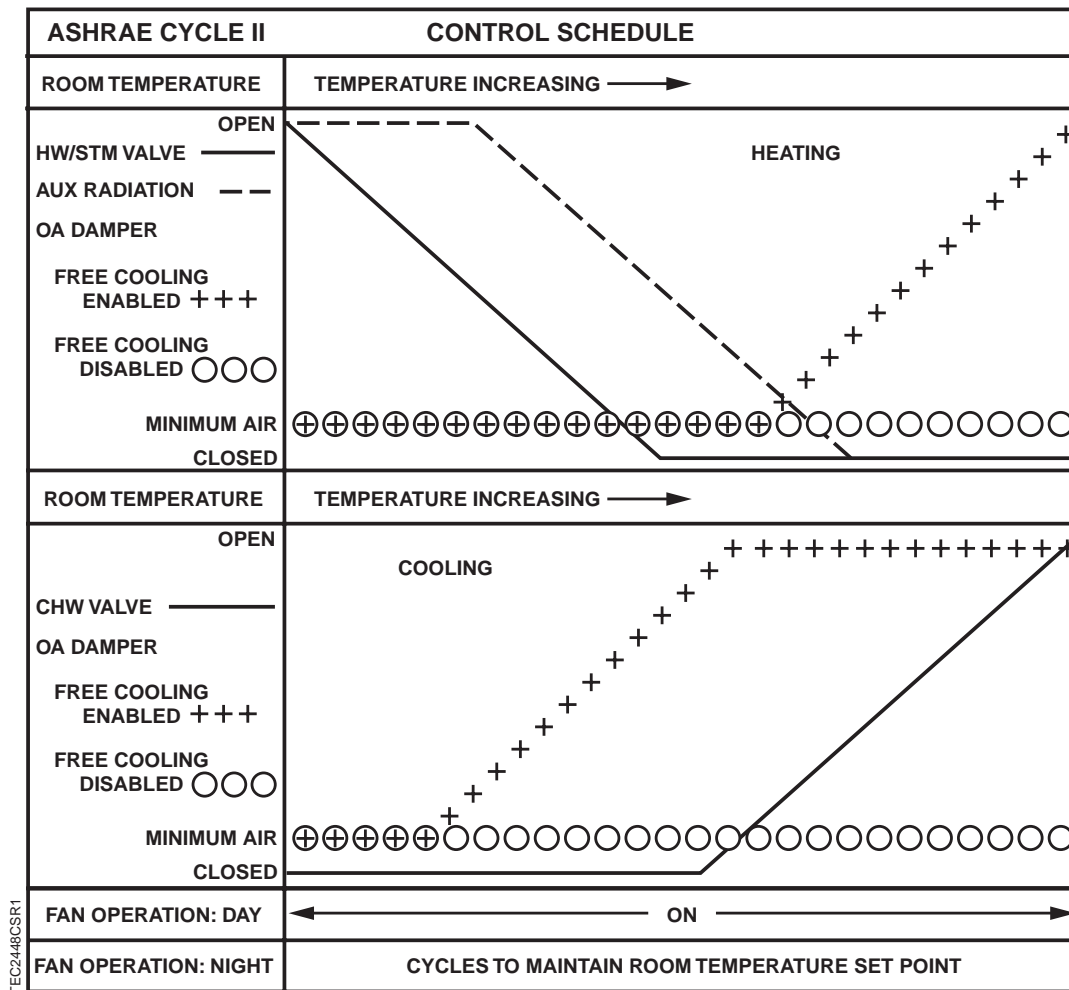 ASHRAE CYCLE II CONTROL SCHEDULE
ROOM TEMPERATURE TEMPERATURE INCREASING
OPEN
HW/STM VALVE
HEATING
AUX RADIATION
OA DAMPER
FREE COOLING
ENABLED
FREE COOLING
DISABLED
MINIMUM AIR
CLOSED
ROOM TEMPERATURE TEMPERATURE INCREASING
OPEN
COOLING
CHW VALVE
OA DAMPER
FREE COOLING
ENABLED
FREE COOLING
DISABLED
MINIMUM AIR
CLOSED
FAN OPERATION: DAY ON
FAN OPERATION: NIGHT CYCLES TO MAINTAIN ROOM TEMPERATURE SET POINT
TEC2448CSR1